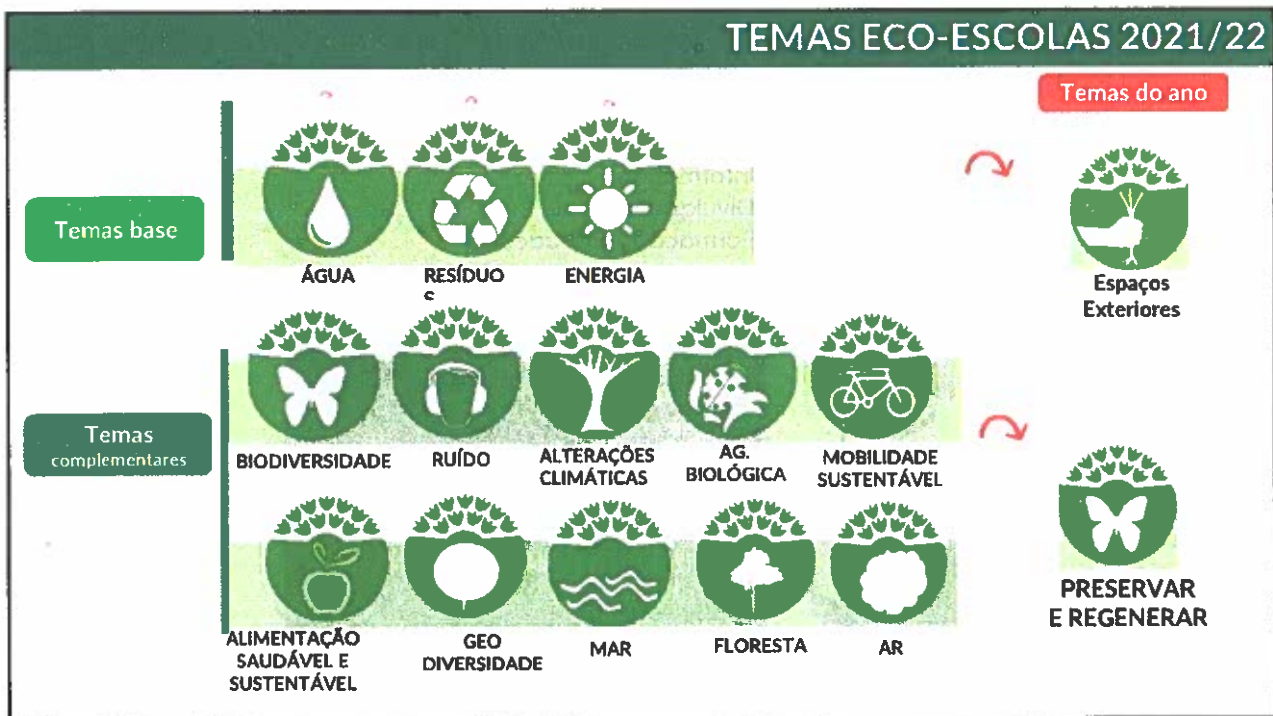 TEMAS ECO-ESCOLAS 2021/22
Temas do ano
Temas base
ÁGUA
RESÍDUO
S
ENERGIA
Espaços
Exteriores
Temas
complementares
BIODIVERSIDADE
RUÍDO
ALTERAÇÕES
CLIMÁTICAS
AG.
BIOLÓGICA
MOBILIDADE
SUSTENTÁVEL
PRESERVAR
E REGENERAR
ALIMENTAÇÃO
SAUDÁVEL E
SUSTENTÁVEL
GEO
DIVERSIDADE
MAR
FLORESTA
AR